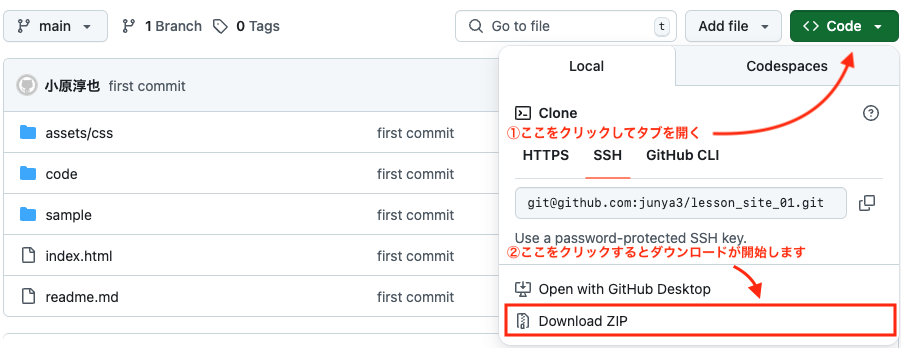 main
1 Branch
0 Tags
Go to file
t
Add file
Code
Local
Codespaces
小原淳也 first commit
Clone
①ここをクリックしてタブを開く
assets/css first commit
HTTPS
SSH
GitHub CLI
code first commit
git@github.com:junya3/lesson_site_01.git
sample first commit
Use a password-protected SSH key.
②ここをクリックするとダウンロードが開始します
index.html first commit
Open with GitHub Desktop
readme.md first commit
Download ZIP